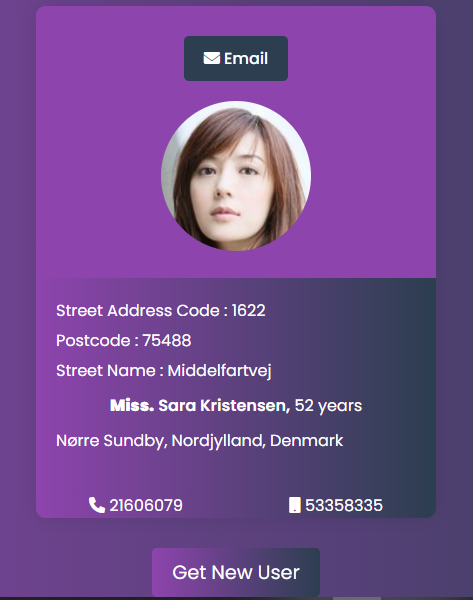 Email
Street Address Code : 1622
Postcode : 75488
Street Name : Middelfartvej
Miss. Sara Kristensen, 52 years
Nørre Sundby, Nordjylland, Denmark
21606079 53358335
Get New User